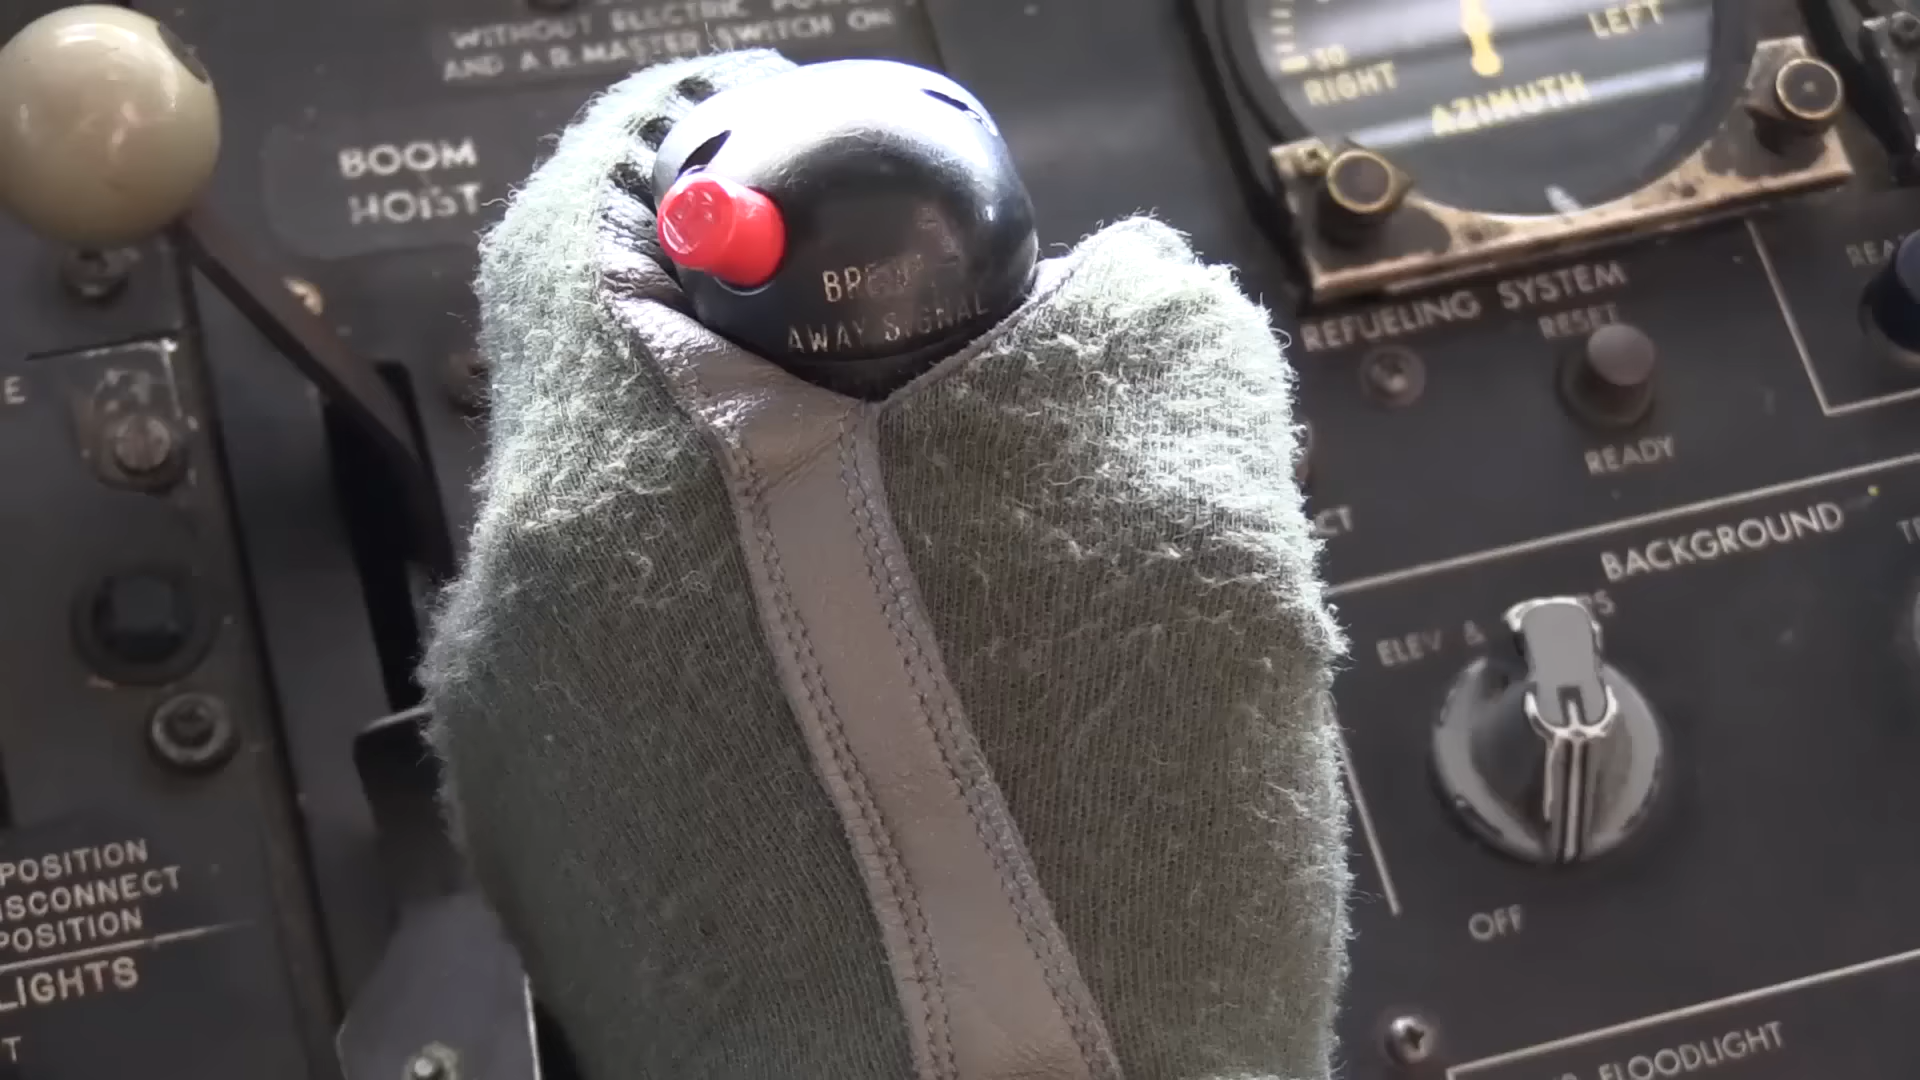 WITHOUT ELECTRIC
AND A.R. MASTER SWITCH ON
BOOM
HOIST
BREAK
AWAY SIGNAL
30
RIGHT
LEFT
AZIMUTH
REFUELING SYSTEM
RESET
READY
BACKGROUND
ELEV &
OFF
FLOODLIGHT
E
POSITION
POSITION
LIGHTS
T